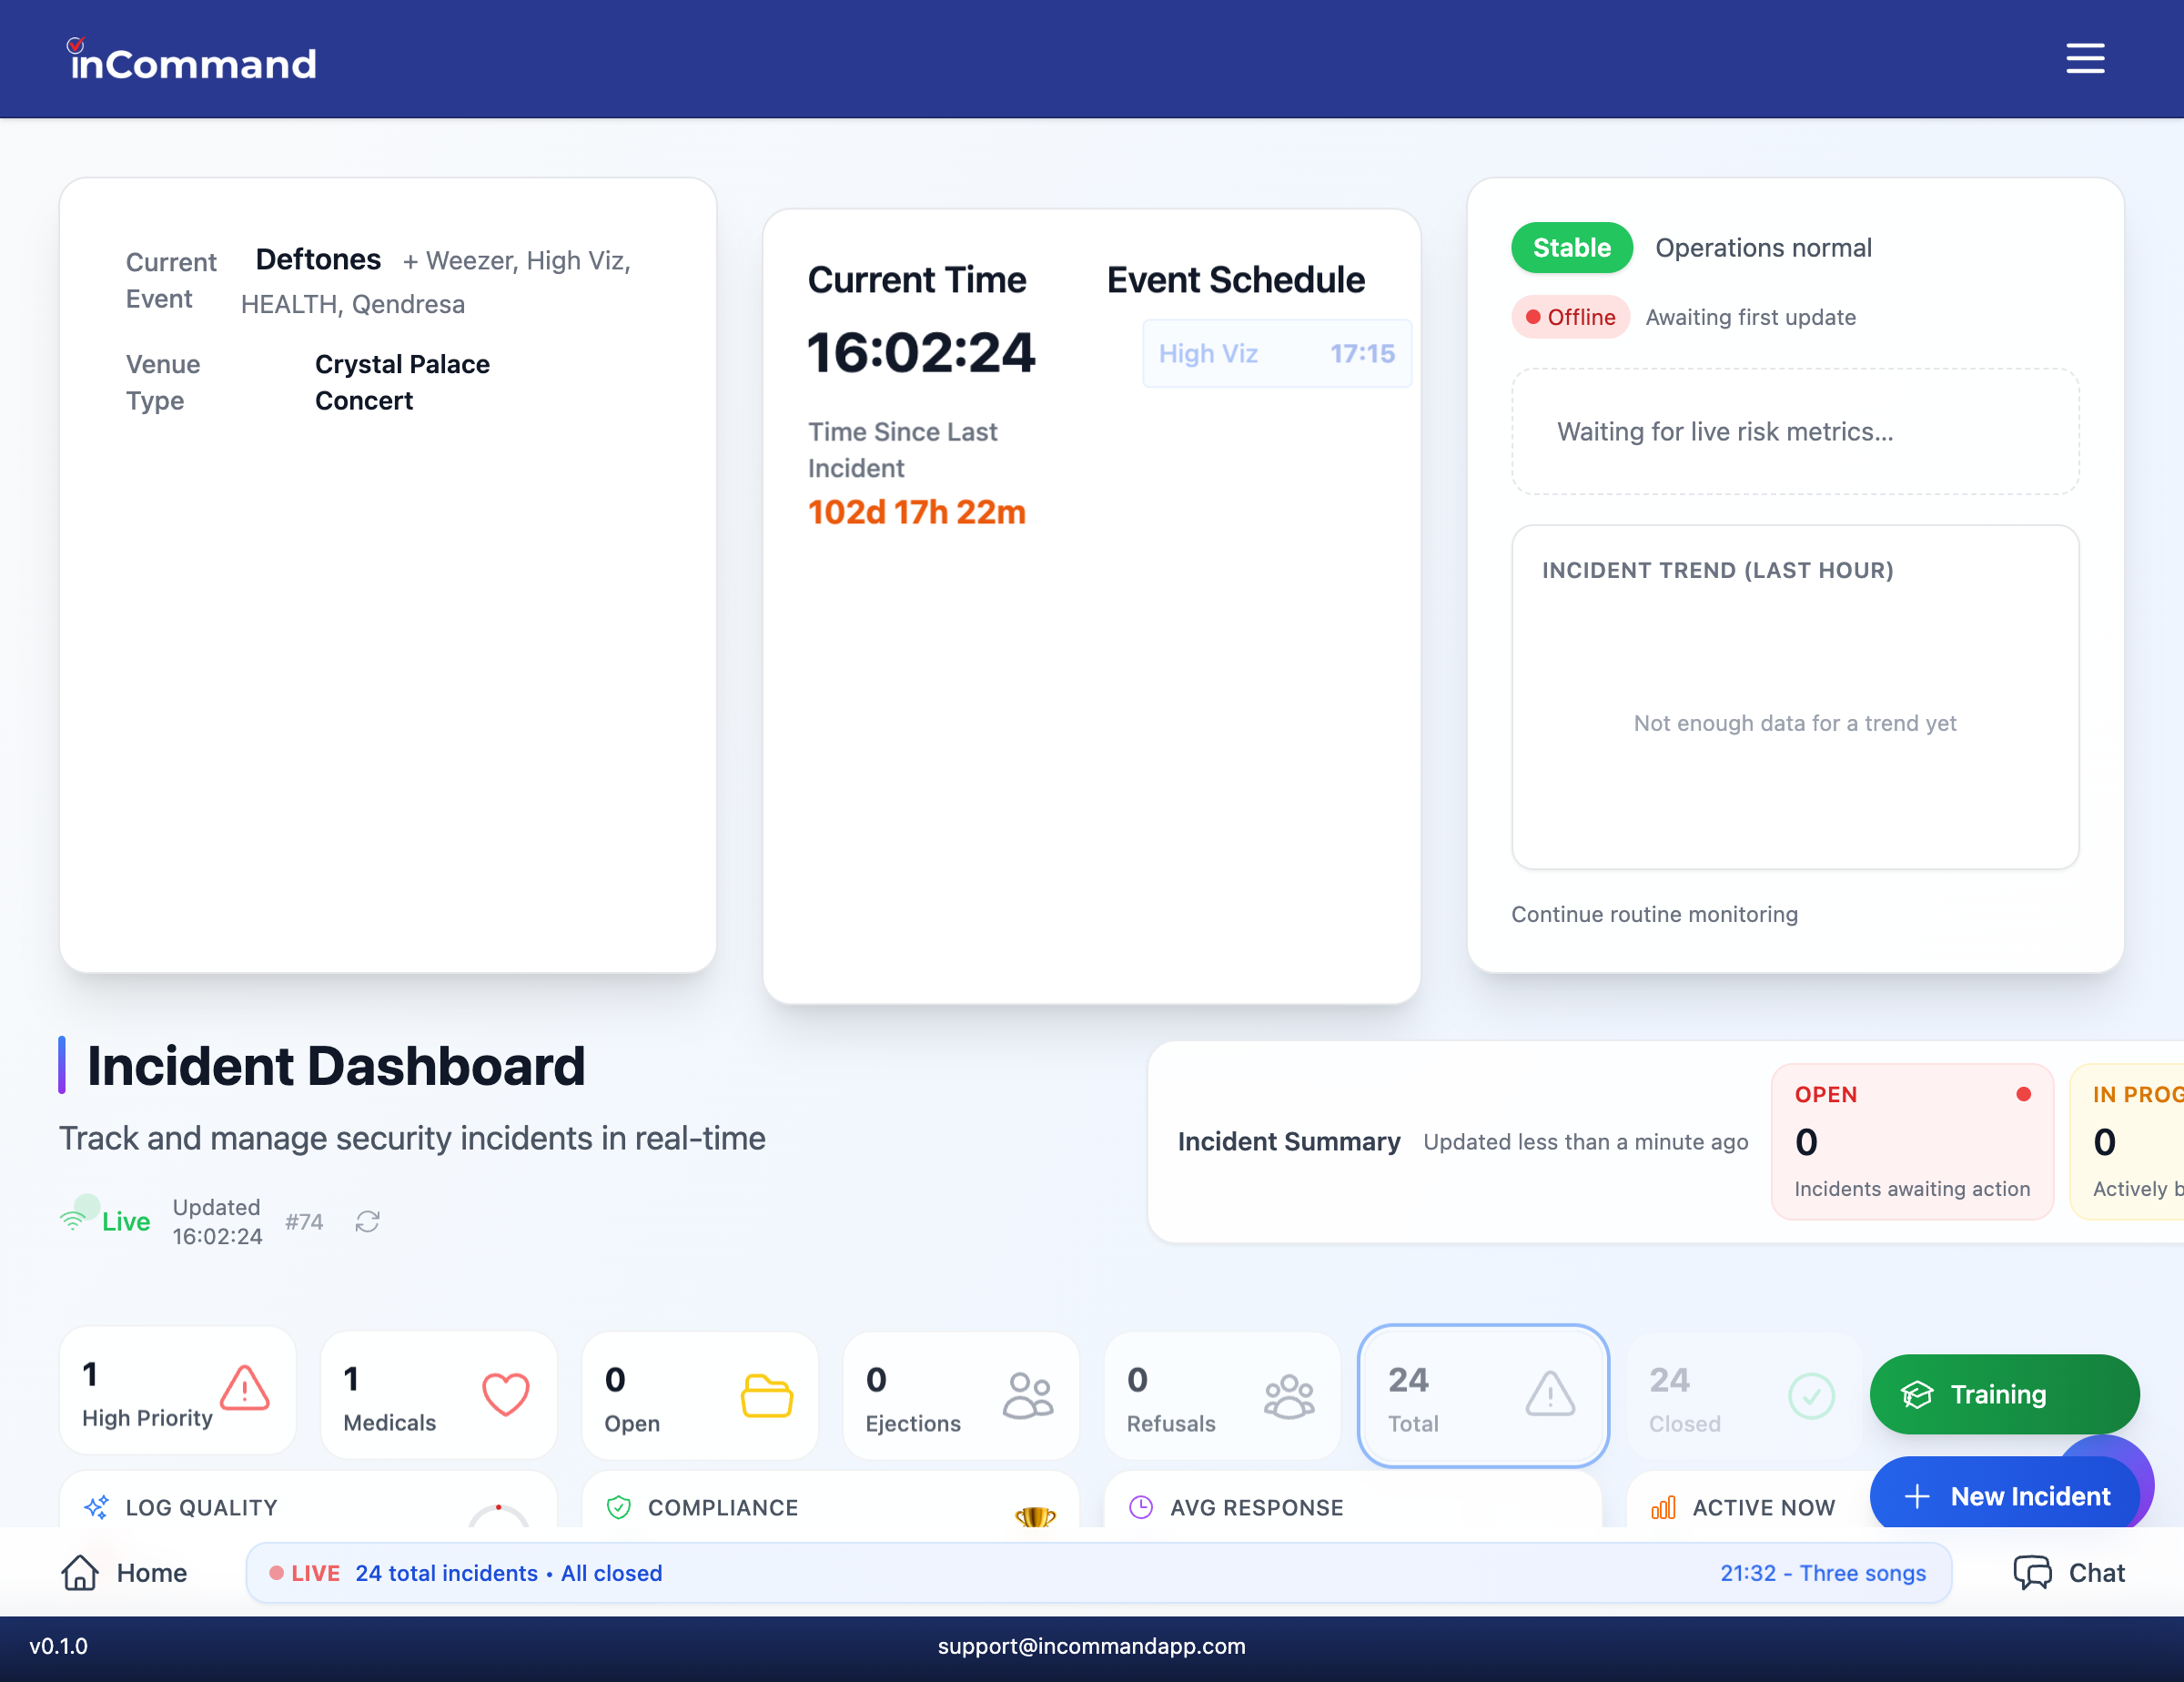 inCommand
Current Event
Deftones + Weezer, High Viz, HEALTH, Qendresa
Venue
Crystal Palace
Type
Concert
Current Time
16:02:24
Time Since Last Incident
102d 17h 22m
Event Schedule
High Viz 17:15
Stable Operations normal
Offline Awaiting first update
Waiting for live risk metrics...
INCIDENT TREND (LAST HOUR)
Not enough data for a trend yet
Continue routine monitoring
Incident Dashboard
Track and manage security incidents in real-time
Live
Updated
16:02:24
#74
Incident Summary Updated less than a minute ago
OPEN
0
Incidents awaiting action
IN PROG
0
Actively b
1
High Priority
1
Medicals
0
Open
0
Ejections
0
Refusals
24
Total
24
Closed
Training
LOG QUALITY
COMPLIANCE
AVG RESPONSE
ACTIVE NOW
+ New Incident
Home
LIVE 24 total incidents • All closed
21:32 - Three songs
Chat
v0.1.0
support@incommandapp.com